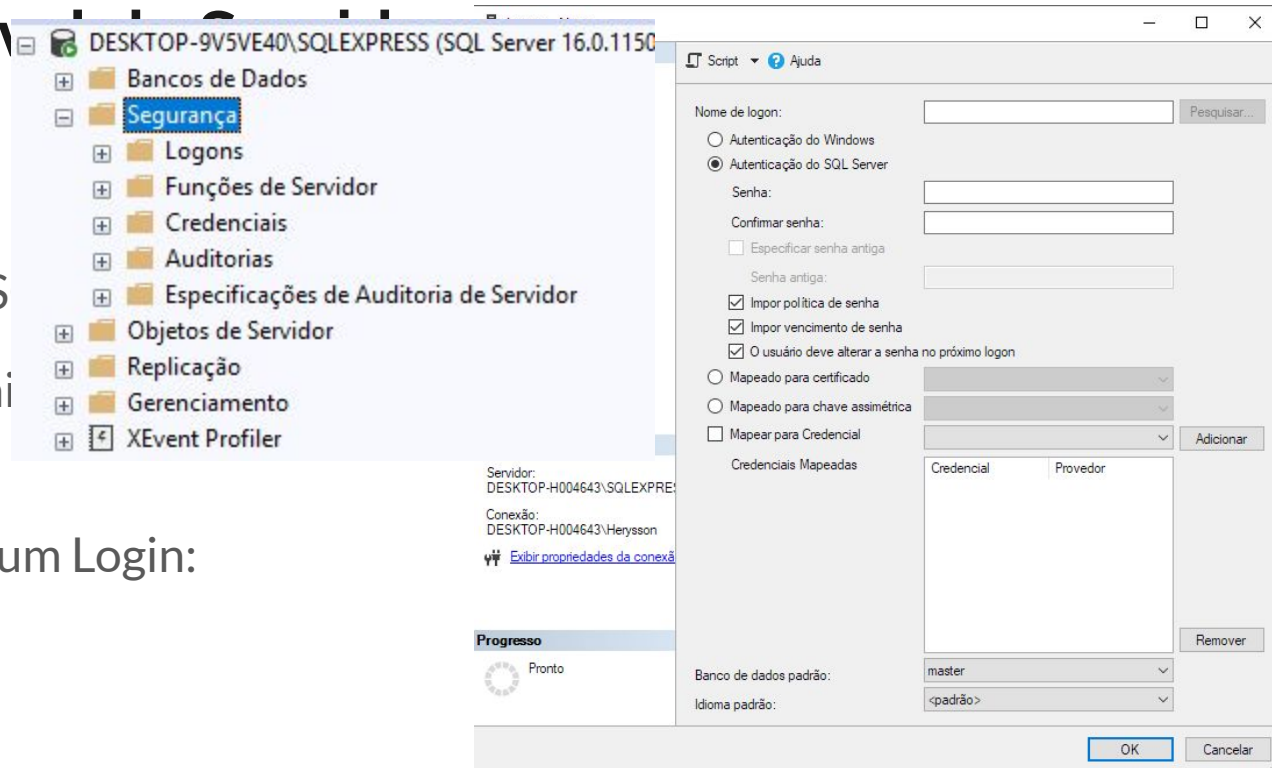 DESKTOP-9V5VE40\SQLEXPRESS (SQL Server 16.0.1150
Bancos de Dados
Segurança
Logons
Funções de Servidor
Credenciais
Auditorias
Especificações de Auditoria de Servidor
Objetos de Servidor
Replicação
Gerenciamento
XEvent Profiler
um Login:
Servidor:
DESKTOP-H004643\SQLEXPRES
Conexão:
DESKTOP-H004643\Herysson
Exibir propriedades da conexã
Progresso
Pronto
Script Ajuda
Nome de logon: Pesquisar...
Autenticação do Windows
Autenticação do SQL Server
Senha:
Confirmar senha:
Especificar senha antiga
Senha antiga:
Impor política de senha
Impor vencimento de senha
O usuário deve alterar a senha no próximo logon
Mapeado para certificado
Mapeado para chave assimétrica
Mapear para Credencial Adicionar
Credenciais Mapeadas Credencial Provedor
Remover
Banco de dados padrão: master
Idioma padrão: <padrão>
OK Cancelar